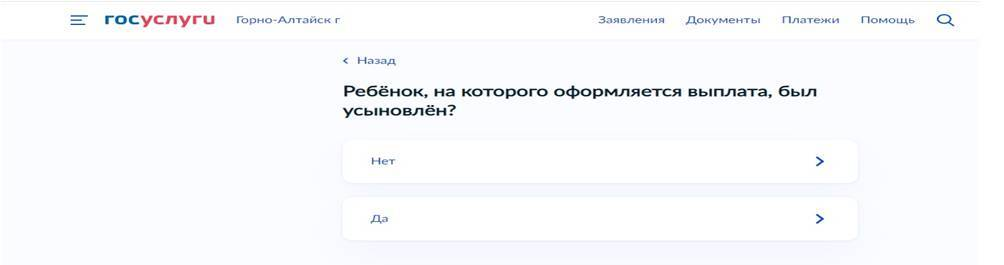 госуслуги Горно-Алтайск г Заявления Документы Платежи Помощь
Назад
Ребёнок, на которого оформляется выплата, был
усыновлён?
Нет
Да